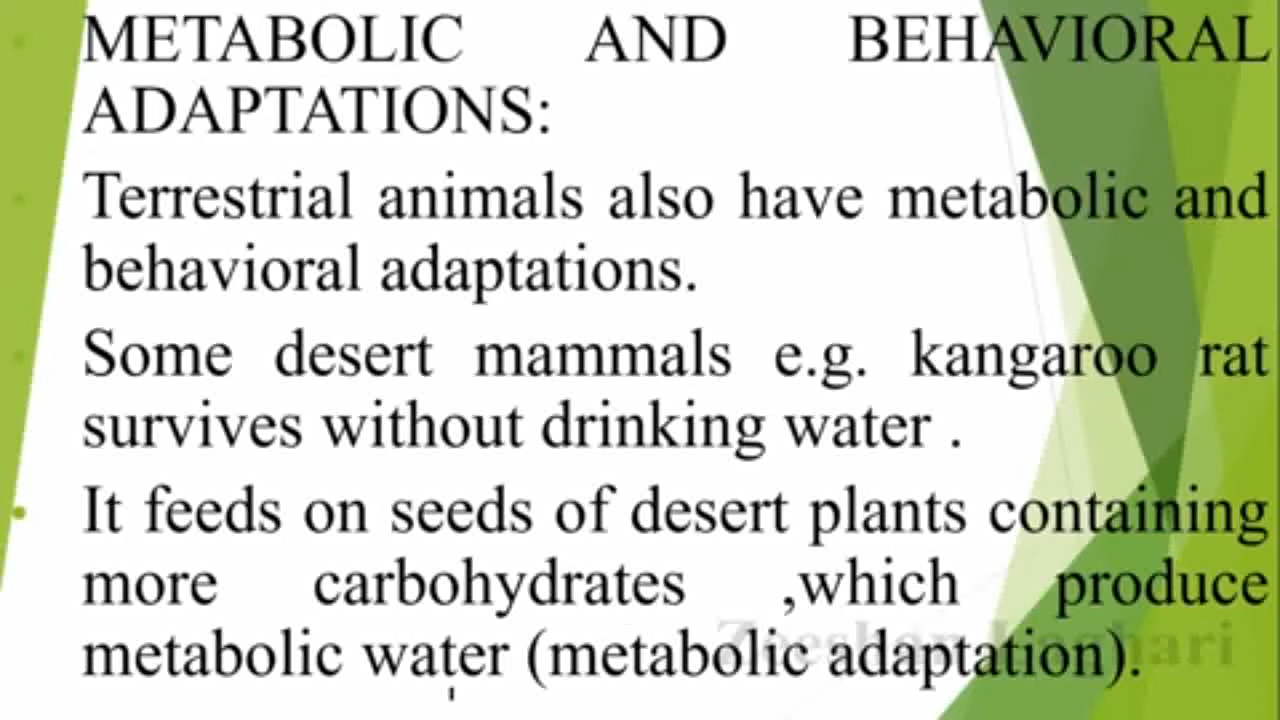 METABOLIC AND BEHAVIORAL
ADAPTATIONS:
Terrestrial animals also have metabolic and
behavioral adaptations.
Some desert mammals e.g. kangaroo rat
survives without drinking water .
It feeds on seeds of desert plants containing
more carbohydrates ,which produce
metabolic water (metabolic adaptation).